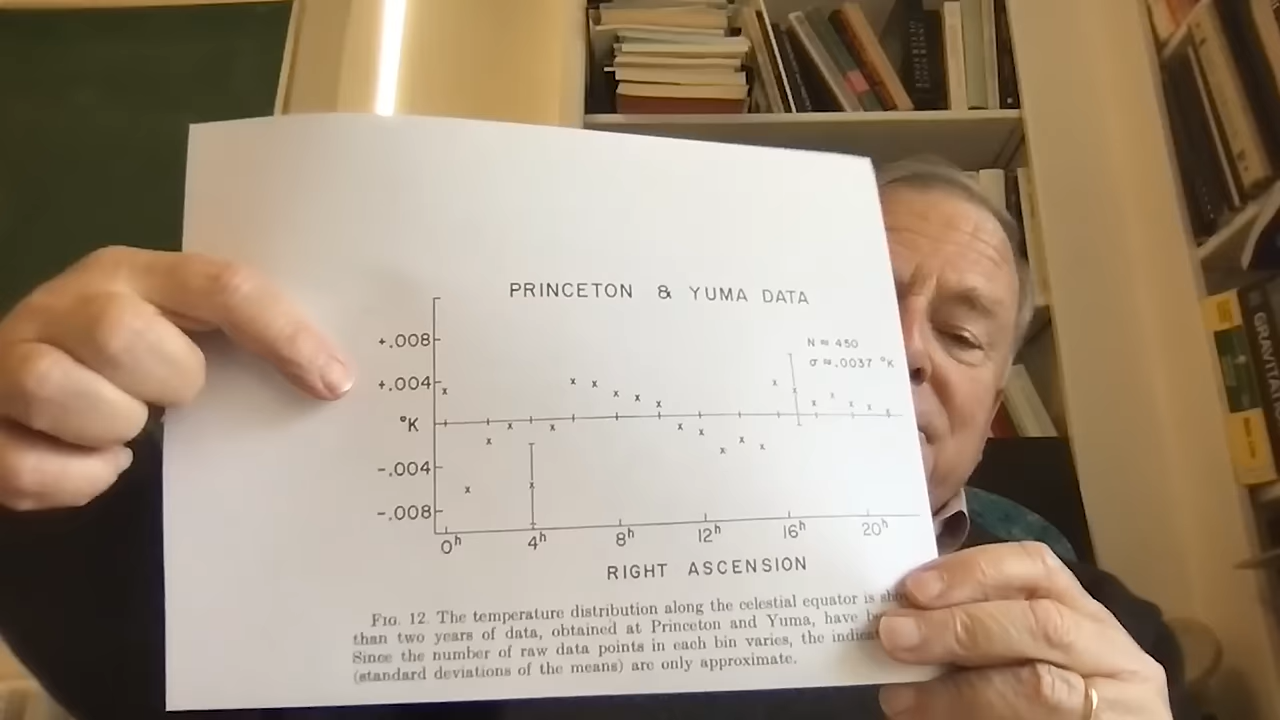 PRINCETON & YUMA DATA
N ≈ 450
σ ≈ .0037 °K
+.008
+.004
°K
-.004
-.008
0h 4h 8h 12h 16h 20h
RIGHT ASCENSION
FIG. 12. The temperature distribution along the celestial equator is
than two years of data, obtained at Princeton and Yuma, have
Since the number of raw data points in each bin varies, the
(standard deviations of the means) are only approximate.